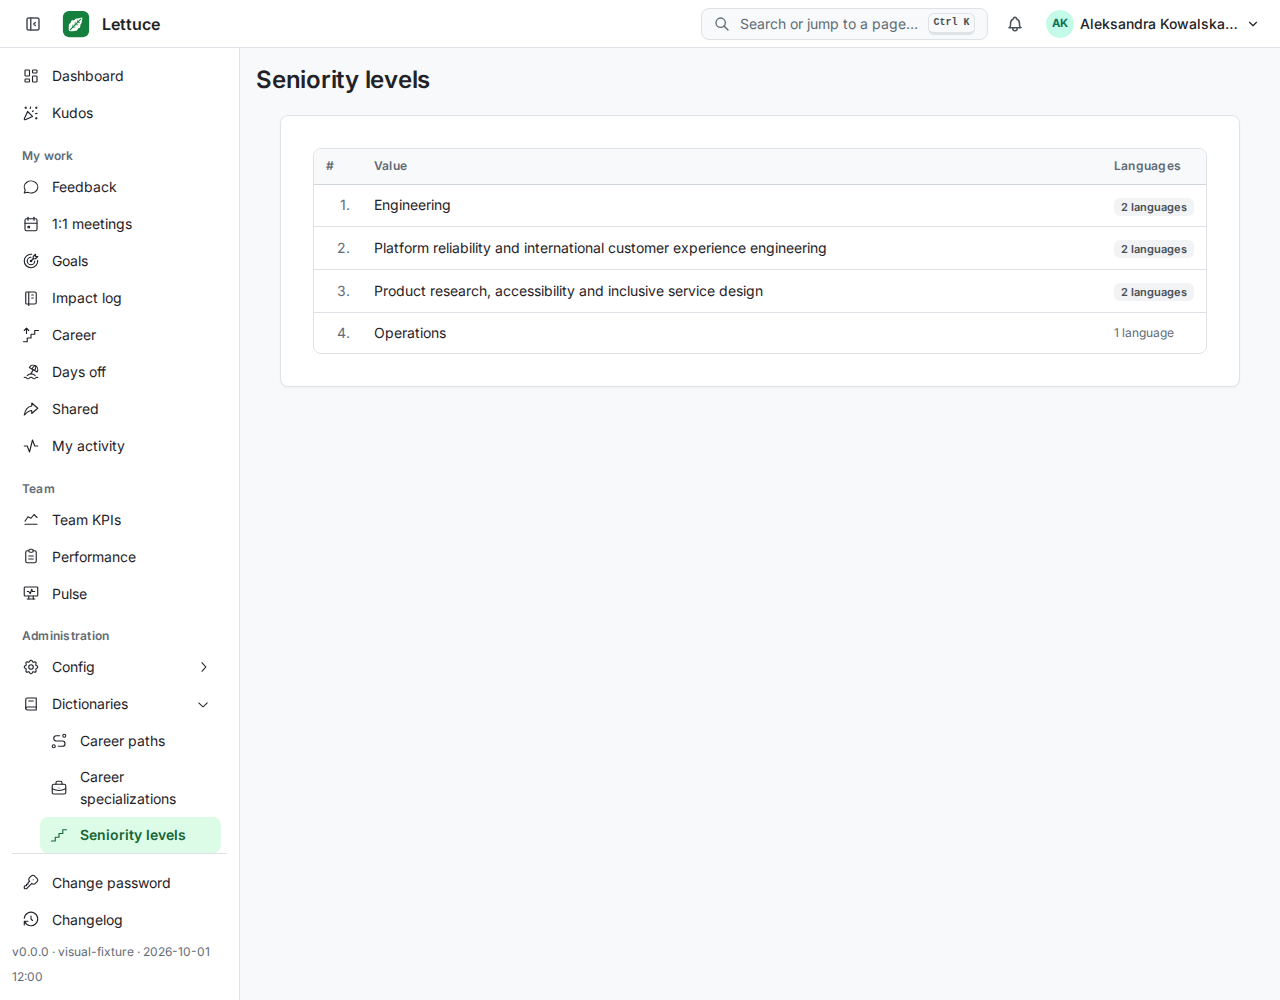 Lettuce
Search or jump to a page...
Ctrl K
AK
Aleksandra Kowalska...
Dashboard
Kudos
My work
Feedback
1:1 meetings
Goals
Impact log
Career
Days off
Shared
My activity
Team
Team KPIs
Performance
Pulse
Administration
Config
Dictionaries
Career paths
Career
specializations
Seniority levels
Change password
Changelog
v0.0.0 · visual-fixture · 2026-10-01
12:00
Seniority levels
# Value Languages
1. Engineering 2 languages
2. Platform reliability and international customer experience engineering 2 languages
3. Product research, accessibility and inclusive service design 2 languages
4. Operations 1 language